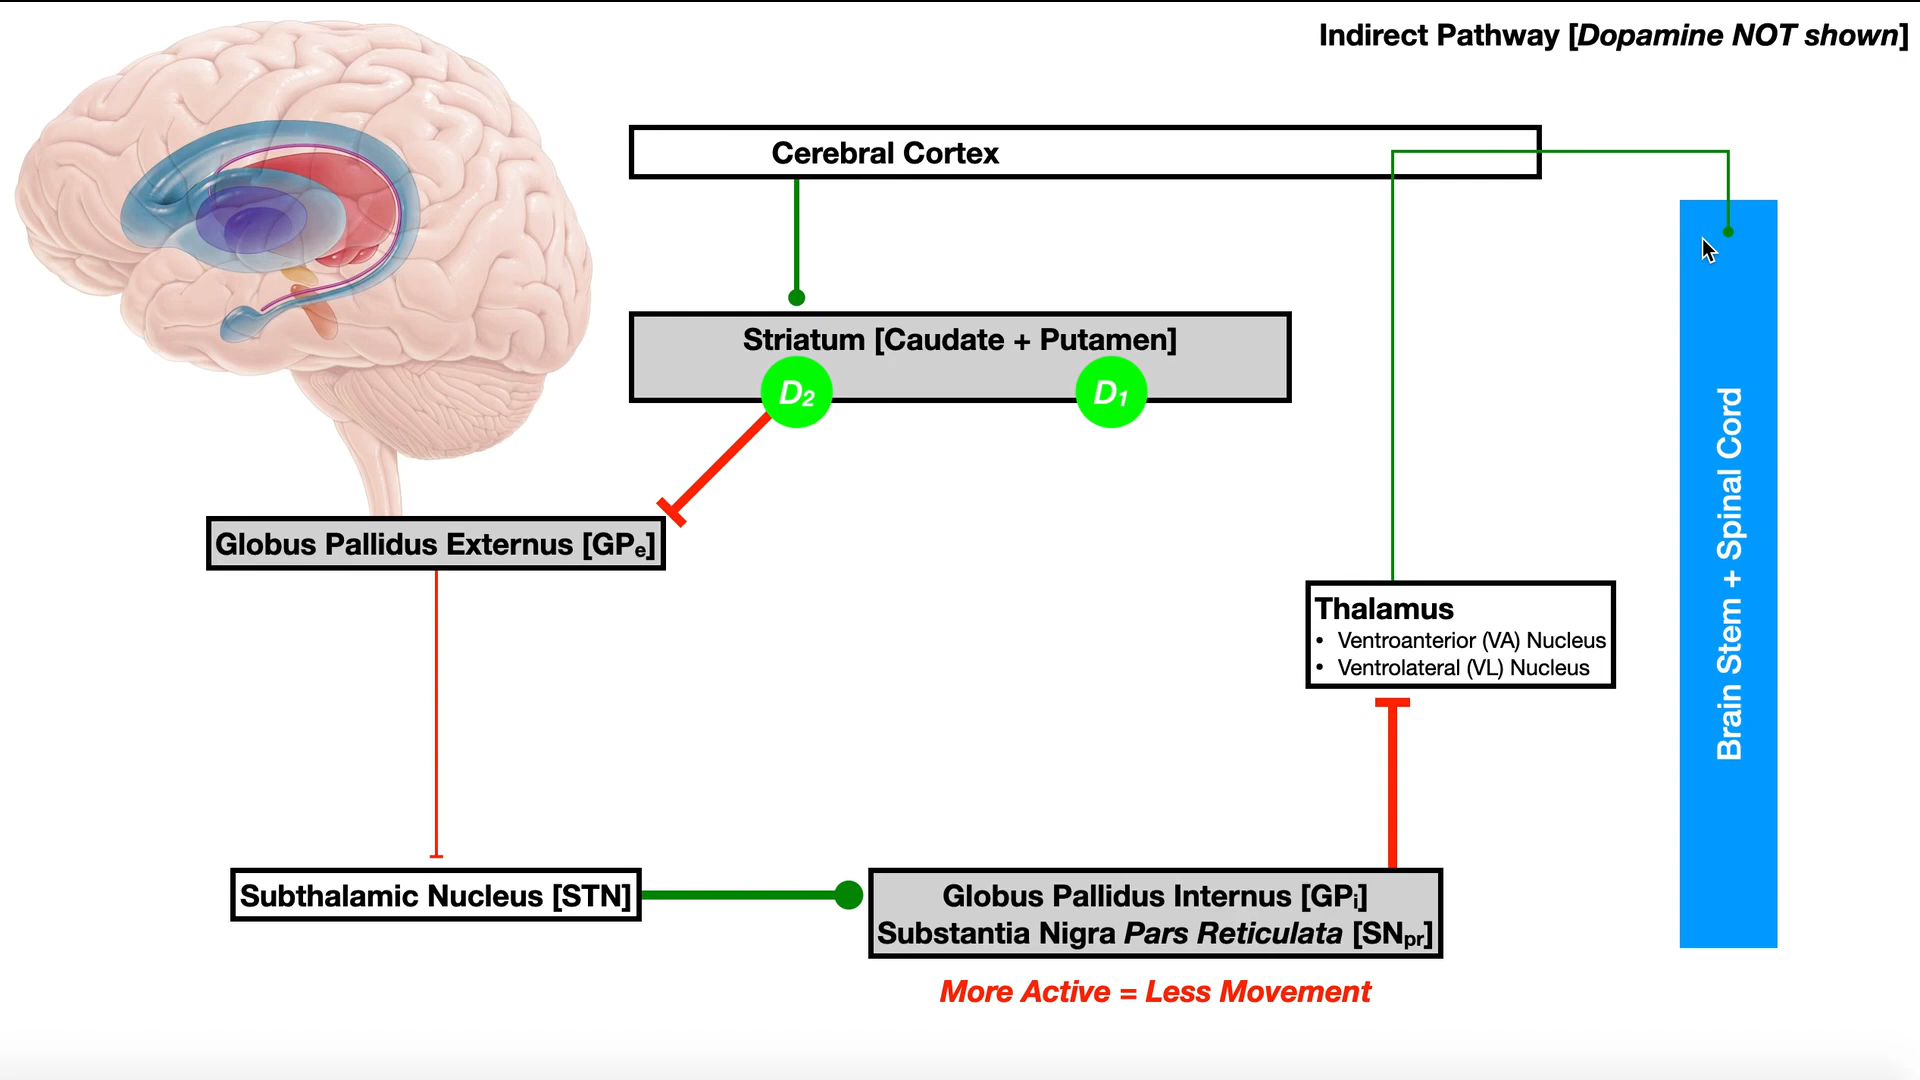 Indirect Pathway [Dopamine NOT shown]
Cerebral Cortex
Striatum [Caudate + Putamen]
D₂
D₁
Globus Pallidus Externus [GPₑ]
Thalamus
• Ventroanterior (VA) Nucleus
• Ventrolateral (VL) Nucleus
Brain Stem + Spinal Cord
Subthalamic Nucleus [STN]
Globus Pallidus Internus [GPᵢ]
Substantia Nigra Pars Reticulata [SNpr]
More Active = Less Movement